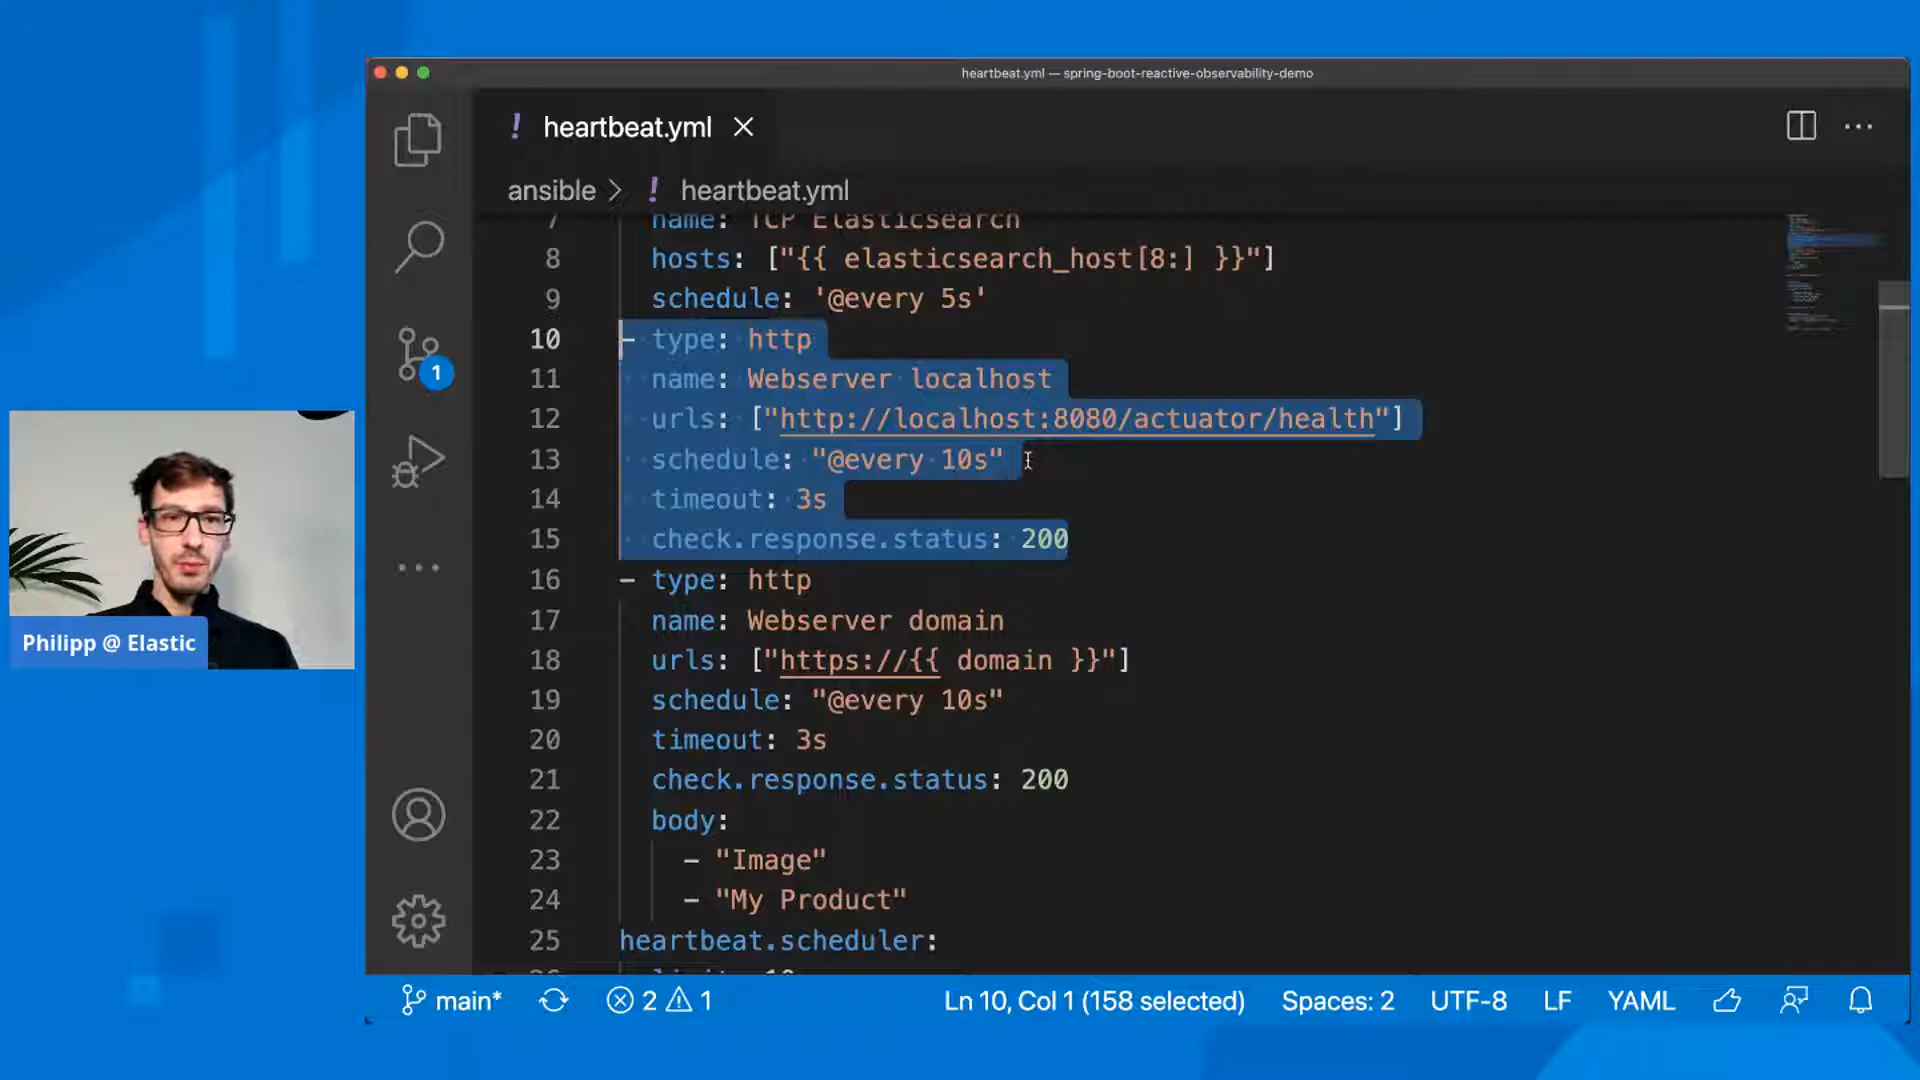 heartbeat.yml — spring-boot-reactive-observability-demo
! heartbeat.yml
ansible > ! heartbeat.yml
7 name: TCP Elasticsearch
8 hosts: ["{{ elasticsearch_host[8:] }}"]
9 schedule: '@every 5s'
10 - type: http
11 name: Webserver localhost
12 urls: ["http://localhost:8080/actuator/health"]
13 schedule: "@every 10s"
14 timeout: 3s
15 check.response.status: 200
16 - type: http
17 name: Webserver domain
18 urls: ["https://{{ domain }}"]
19 schedule: "@every 10s"
20 timeout: 3s
21 check.response.status: 200
22 body:
23 - "Image"
24 - "My Product"
25 heartbeat.scheduler:
1
Philipp @ Elastic
main* 2 1 Ln 10, Col 1 (158 selected) Spaces: 2 UTF-8 LF YAML